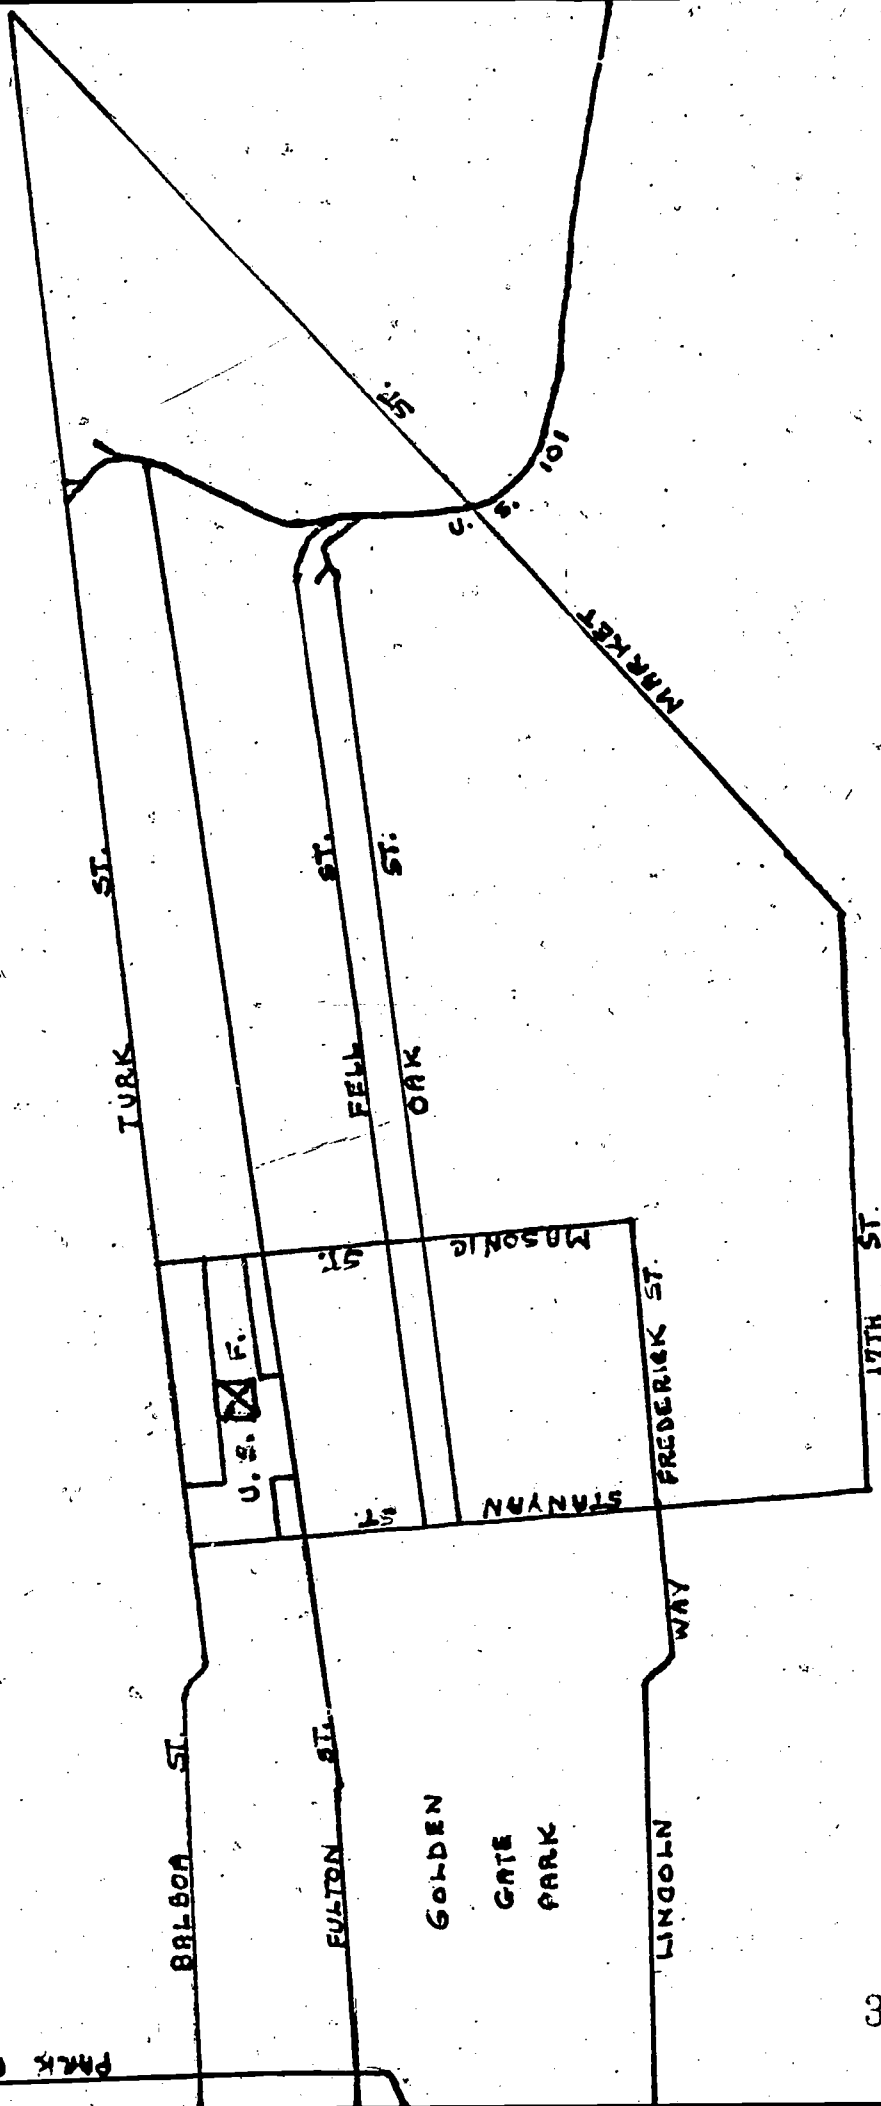 TURK ST.
FELL ST.
OAK ST.
MARKET ST.
U. S. 101
MASONIC ST.
U. S. F.
FREDERICK ST.
STANYAN ST.
17TH ST.
BALBOA ST.
FULTON ST.
GOLDEN
GATE
PARK
LINCOLN WAY
PARK
3